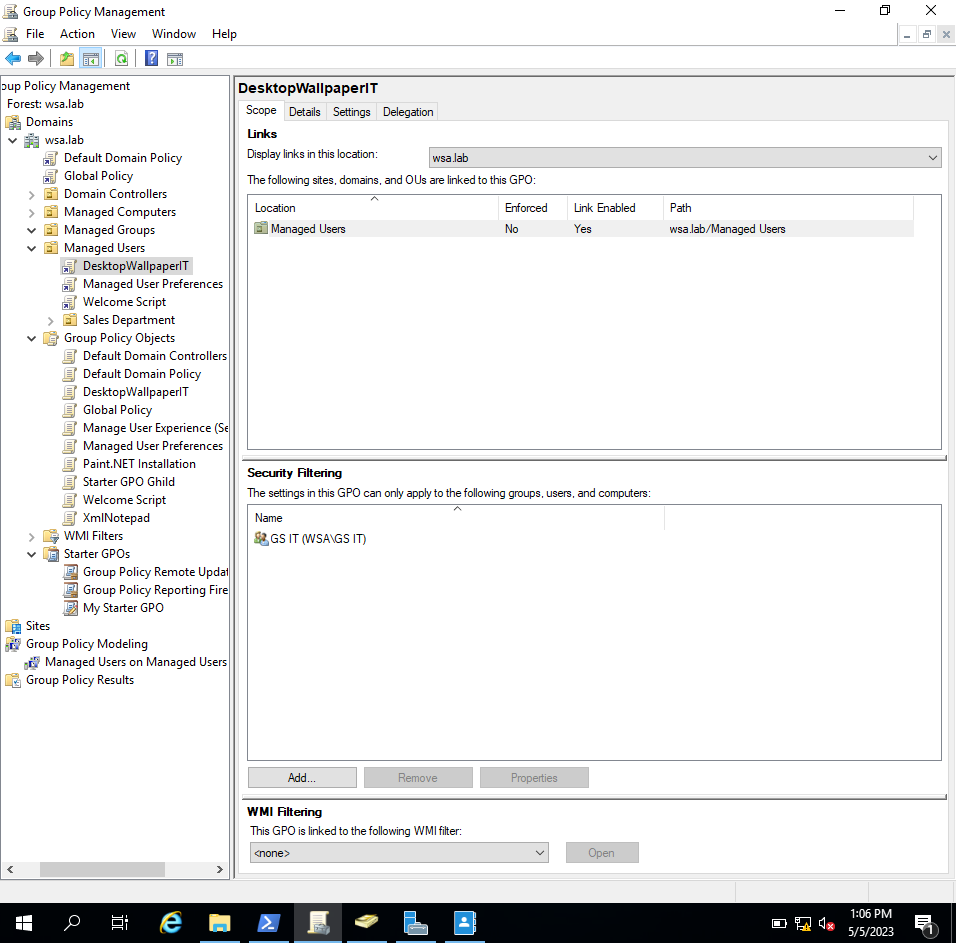 Group Policy Management
File Action View Window Help
oup Policy Management
Forest: wsa.lab
Domains
wsa.lab
Default Domain Policy
Global Policy
Domain Controllers
Managed Computers
Managed Groups
Managed Users
DesktopWallpaperIT
Managed User Preferences
Welcome Script
Sales Department
Group Policy Objects
Default Domain Controllers
Default Domain Policy
DesktopWallpaperIT
Global Policy
Manage User Experience (Se
Managed User Preferences
Paint.NET Installation
Starter GPO Ghild
Welcome Script
XmlNotepad
WMI Filters
Starter GPOs
Group Policy Remote Updat
Group Policy Reporting Fire
My Starter GPO
Sites
Group Policy Modeling
Managed Users on Managed Users
Group Policy Results
DesktopWallpaperIT
Scope Details Settings Delegation
Links
Display links in this location: wsa.lab
The following sites, domains, and OUs are linked to this GPO:
Location Enforced Link Enabled Path
Managed Users No Yes wsa.lab/Managed Users
Security Filtering
The settings in this GPO can only apply to the following groups, users, and computers:
Name
GS IT (WSA\GS IT)
Add... Remove Properties
WMI Filtering
This GPO is linked to the following WMI filter:
<none> Open
1:06 PM
5/5/2023
1